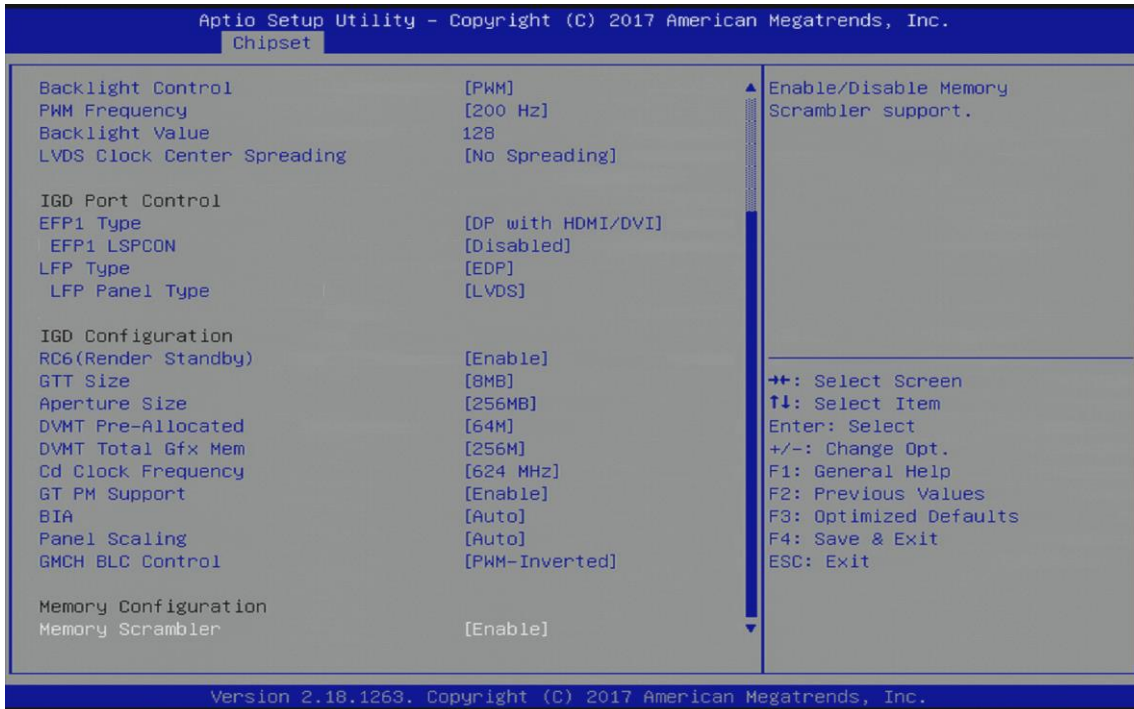 Aptio Setup Utility – Copyright (C) 2017 American Megatrends, Inc.
Chipset
Backlight Control [PWM]
PWM Frequency [200 Hz]
Backlight Value 128
LVDS Clock Center Spreading [No Spreading]
IGD Port Control
EFP1 Type [DP with HDMI/DVI]
EFP1 LSPCON [Disabled]
LFP Type [EDP]
LFP Panel Type [LVDS]
IGD Configuration
RC6(Render Standby) [Enable]
GTT Size [8MB]
Aperture Size [256MB]
DVMT Pre-Allocated [64M]
DVMT Total Gfx Mem [256M]
Cd Clock Frequency [624 MHz]
GT PM Support [Enable]
BIA [Auto]
Panel Scaling [Auto]
GMCH BLC Control [PWM-Inverted]
Memory Configuration
Memory Scrambler [Enable]
Enable/Disable Memory
Scrambler support.
→←: Select Screen
↑↓: Select Item
Enter: Select
+/-: Change Opt.
F1: General Help
F2: Previous Values
F3: Optimized Defaults
F4: Save & Exit
ESC: Exit
Version 2.18.1263. Copyright (C) 2017 American Megatrends, Inc.